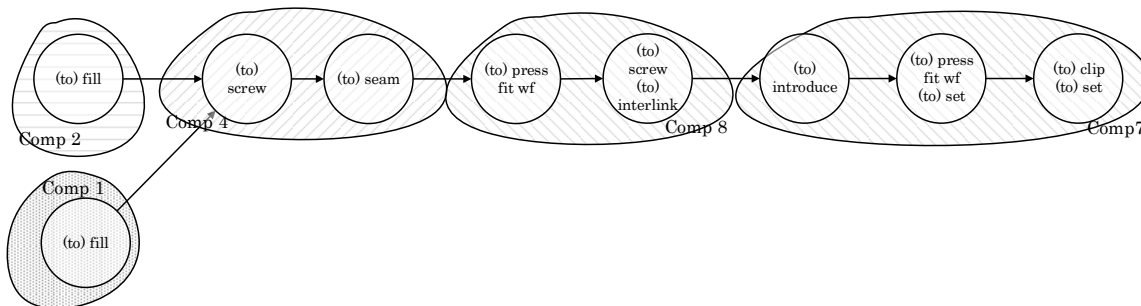 (to) fill
Comp 2
(to)
screw
(to) seam
Comp 4
(to) press
fit wf
(to)
screw
(to)
interlink
Comp 8
(to)
introduce
(to) press
fit wf
(to) set
(to) clip
(to) set
Comp7
Comp 1
(to) fill